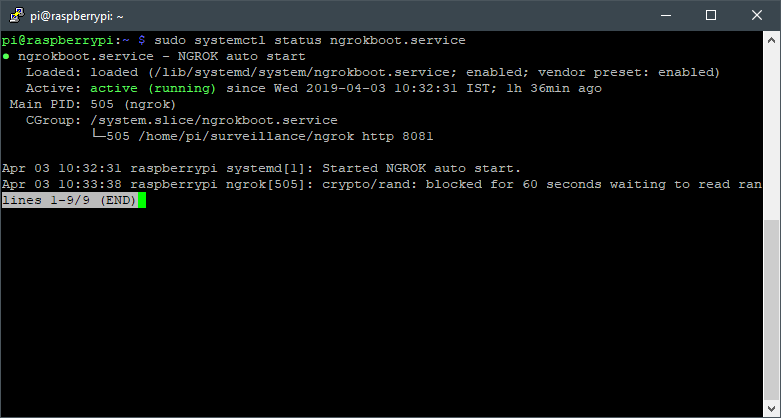 pi@raspberrypi: ~
pi@raspberrypi:~ $ sudo systemctl status ngrokboot.service
● ngrokboot.service - NGROK auto start
   Loaded: loaded (/lib/systemd/system/ngrokboot.service; enabled; vendor preset: enabled)
   Active: active (running) since Wed 2019-04-03 10:32:31 IST; 1h 36min ago
 Main PID: 505 (ngrok)
   CGroup: /system.slice/ngrokboot.service
           └─505 /home/pi/surveillance/ngrok http 8081
Apr 03 10:32:31 raspberrypi systemd[1]: Started NGROK auto start.
Apr 03 10:33:38 raspberrypi ngrok[505]: crypto/rand: blocked for 60 seconds waiting to read ran
lines 1-9/9 (END)